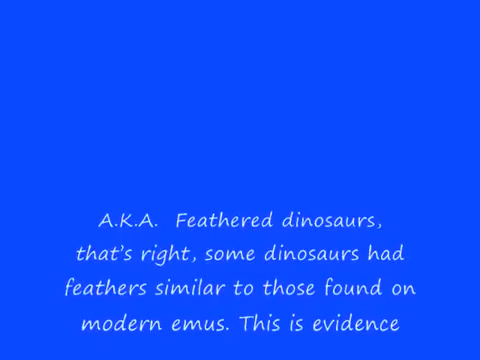 A.K.A.  Feathered dinosaurs,
that's right, some dinosaurs had
feathers similar to those found on
modern emus. This is evidence